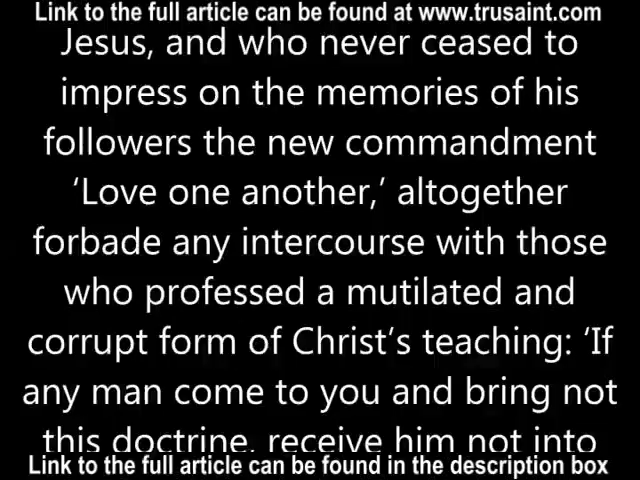 Link to the full article can be found at www.trusaint.com
Jesus, and who never ceased to
impress on the memories of his
followers the new commandment
‘Love one another,’ altogether
forbade any intercourse with those
who professed a mutilated and
corrupt form of Christ’s teaching: ‘If
any man come to you and bring not
this doctrine, receive him not into
Link to the full article can be found in the description box